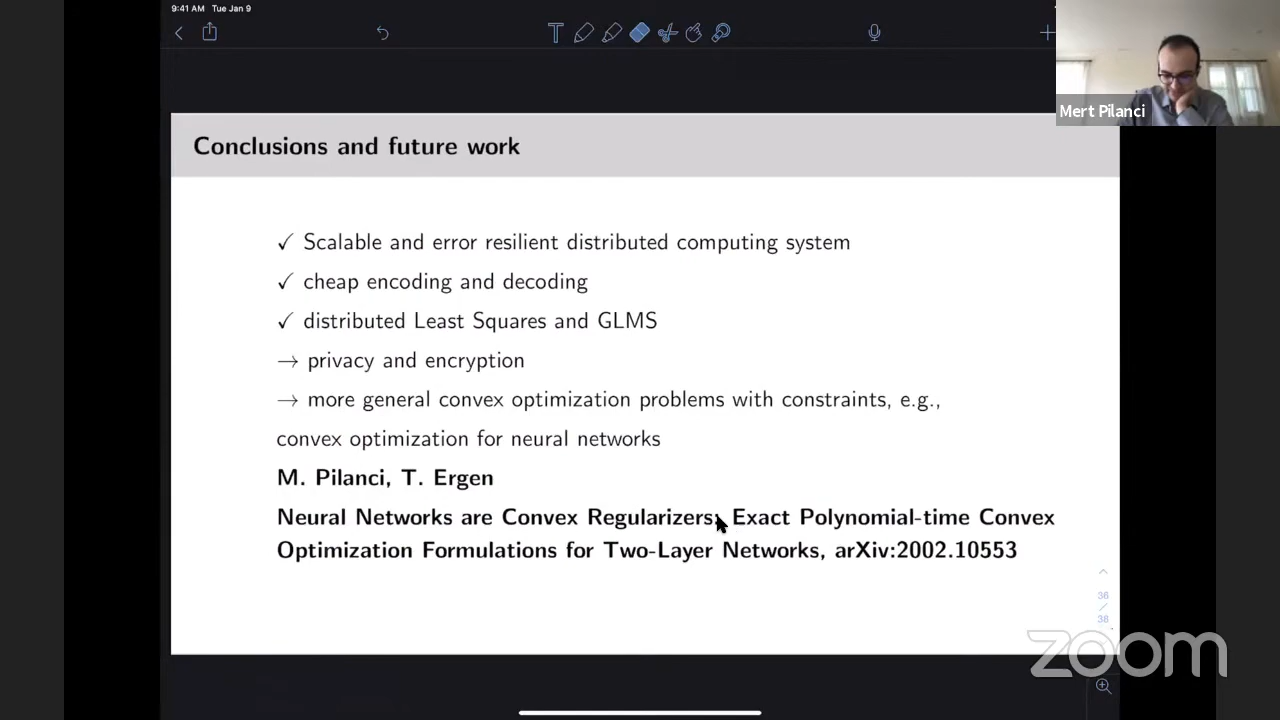 9:41 AM Tue Jan 9
Mert Pilanci
Conclusions and future work
✓ Scalable and error resilient distributed computing system
✓ cheap encoding and decoding
✓ distributed Least Squares and GLMS
→ privacy and encryption
→ more general convex optimization problems with constraints, e.g.,
convex optimization for neural networks
M. Pilanci, T. Ergen
Neural Networks are Convex Regularizers: Exact Polynomial-time Convex
Optimization Formulations for Two-Layer Networks, arXiv:2002.10553
36
/
38
zoom